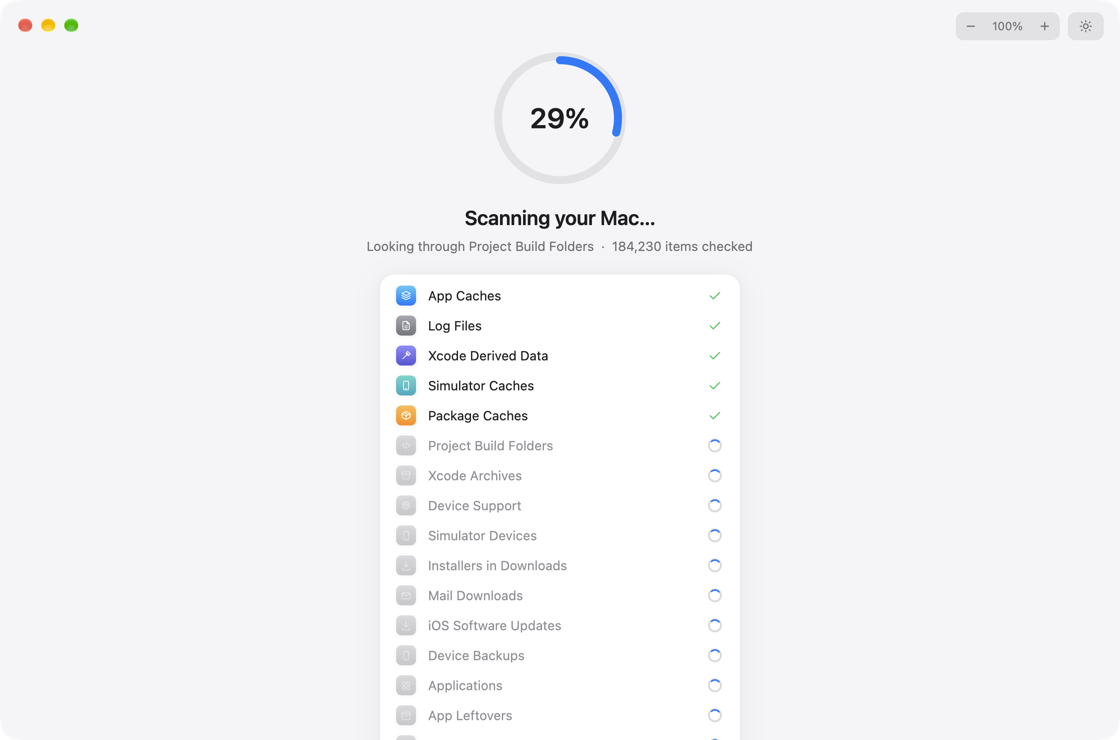 − 100% +
29%
Scanning your Mac...
Looking through Project Build Folders · 184,230 items checked
App Caches
Log Files
Xcode Derived Data
Simulator Caches
Package Caches
Project Build Folders
Xcode Archives
Device Support
Simulator Devices
Installers in Downloads
Mail Downloads
iOS Software Updates
Device Backups
Applications
App Leftovers